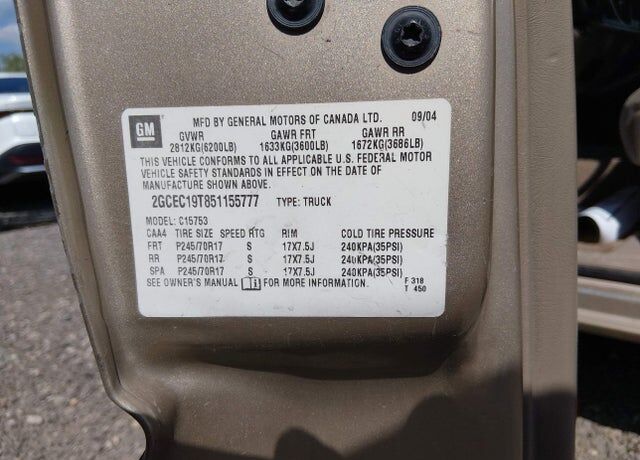 GM
MFD BY GENERAL MOTORS OF CANADA LTD. 09/04
GVWR GAWR FRT GAWR RR
2812KG(6200LB) 1633KG(3600LB) 1672KG(3686LB)
THIS VEHICLE CONFORMS TO ALL APPLICABLE U.S. FEDERAL MOTOR
VEHICLE SAFETY STANDARDS IN EFFECT ON THE DATE OF
MANUFACTURE SHOWN ABOVE.
2GCEC19T851155777 TYPE: TRUCK
MODEL: C15753
CAA4 TIRE SIZE SPEED RTG RIM COLD TIRE PRESSURE
FRT P245/70R17 S 17X7.5J 240KPA(35PSI)
RR P245/70R17 S 17X7.5J 240KPA(35PSI)
SPA P245/70R17 S 17X7.5J 240KPA(35PSI)
SEE OWNER'S MANUAL FOR MORE INFORMATION. F 318
T 450